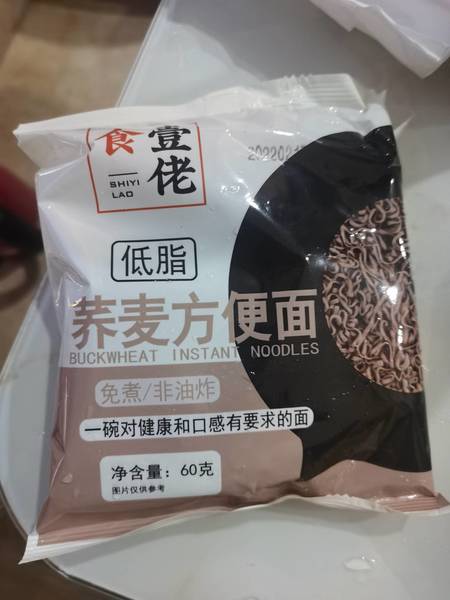 食壹佬
SHIYI
LAO
低脂
荞麦方便面
BUCKWHEAT INSTANT NOODLES
免煮/非油炸
一碗对健康和口感有要求的面
净含量：60克
图片仅供参考